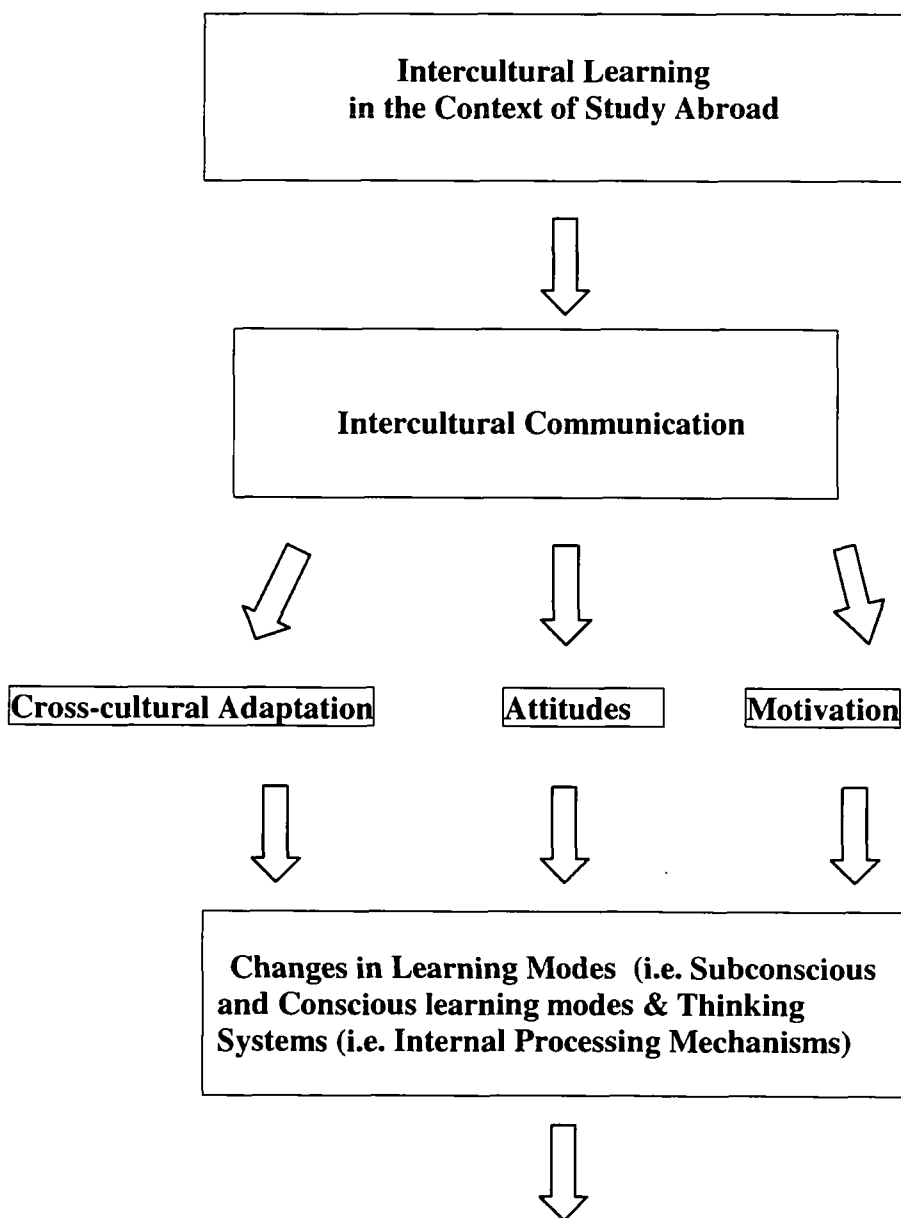 Intercultural Learning
in the Context of Study Abroad
Intercultural Communication
Cross-cultural Adaptation
Attitudes
Motivation
Changes in Learning Modes (i.e. Subconscious
and Conscious learning modes & Thinking
Systems (i.e. Internal Processing Mechanisms)